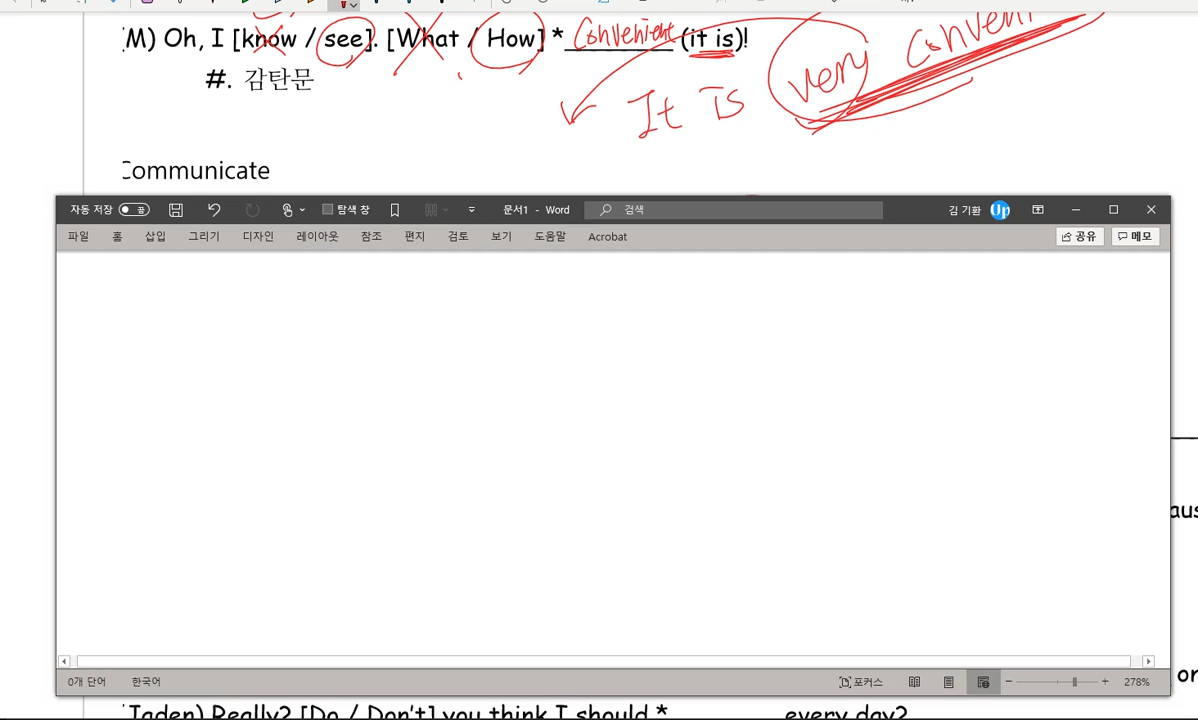 M) Oh, I [know / see]. [What / How] *convenient (it is)!
#. 감탄문
It Is very
Communicate
자동 저장 끔 탐색 창 문서1 - Word 검색 김 기환 Up
파일 홈 삽입 그리기 디자인 레이아웃 참조 편지 검토 보기 도움말 Acrobat 공유 메모
0개 단어 한국어 포커스 278%
Jaden) Really? [Do / Don't] you think I should *________ every day?